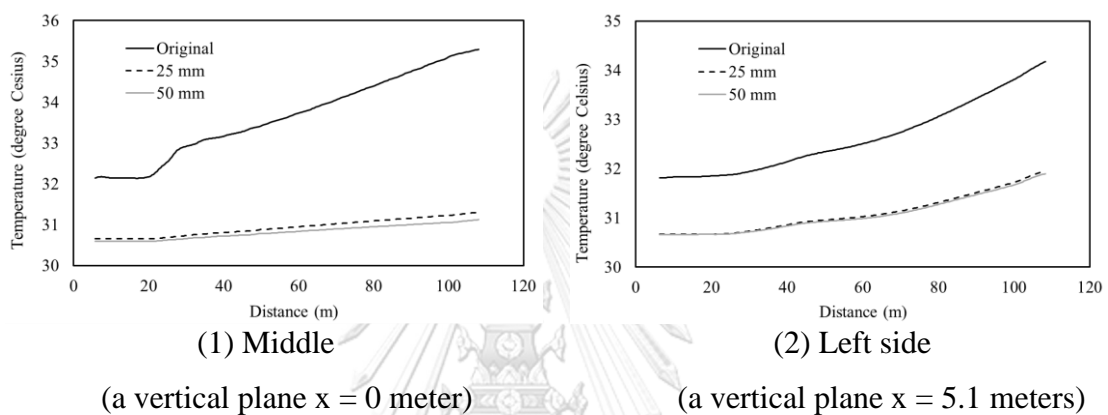 36
35
34
33
32
31
30
0 20 40 60 80 100 120
Temperature (degree Cesius)
Distance (m)
Original
25 mm
50 mm
(1) Middle
(a vertical plane x = 0 meter)
35
34
33
32
31
30
0 20 40 60 80 100 120
Temperature (degree Celsius)
Distance (m)
Original
25 mm
50 mm
(2) Left side
(a vertical plane x = 5.1 meters)